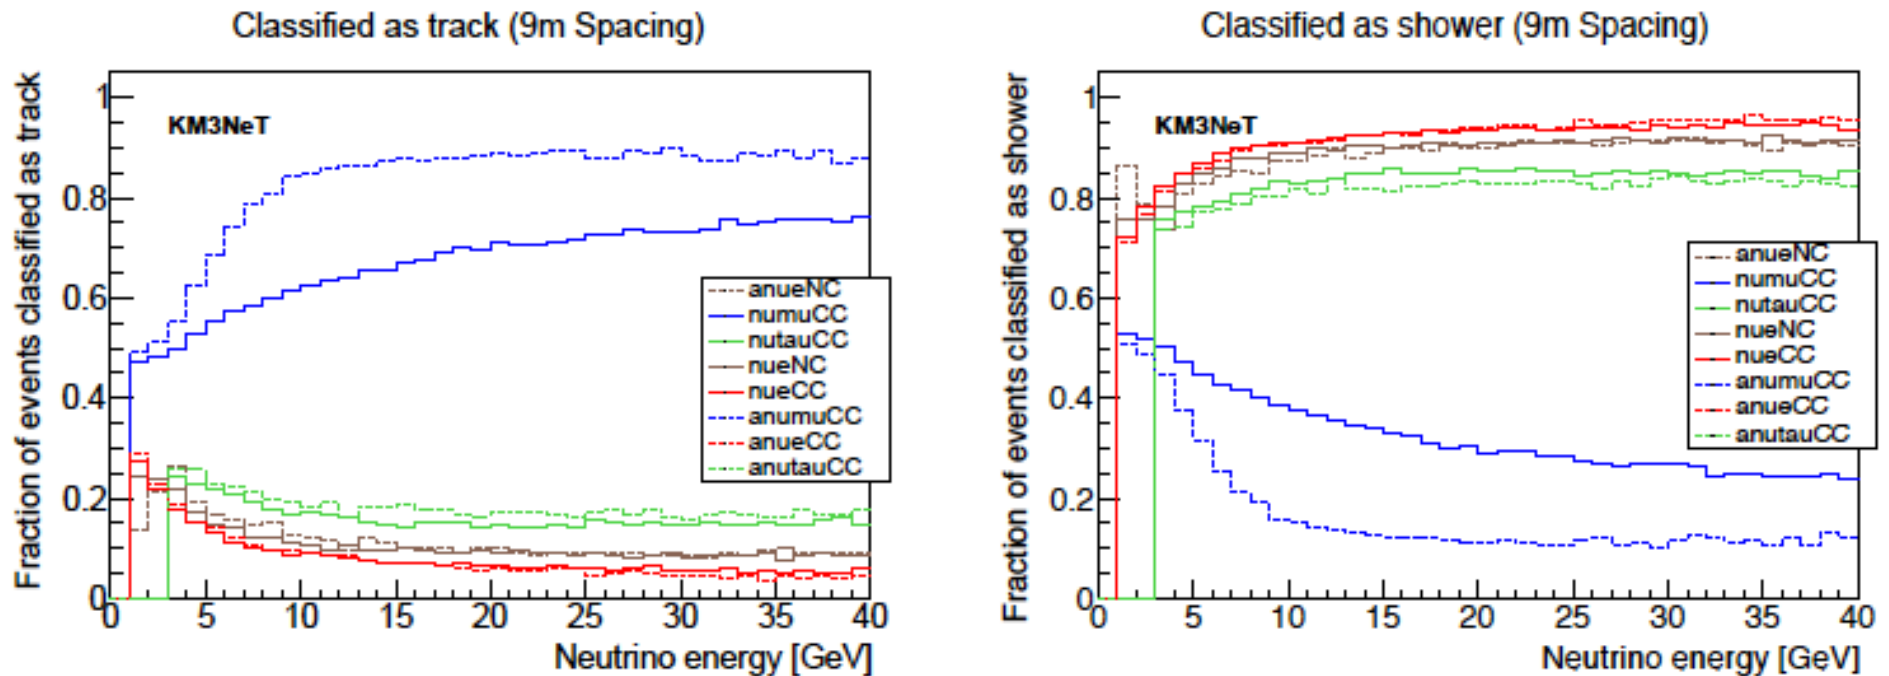 Classified as track (9m Spacing)
Fraction of events classified as track
KM3NeT
1
0.8
0.6
0.4
0.2
0
0 5 10 15 20 25 30 35 40
Neutrino energy [GeV]
anueNC
numuCC
nutauCC
nueNC
nueCC
anumuCC
anueCC
anutauCC
Classified as shower (9m Spacing)
Fraction of events classified as shower
KM3NeT
1
0.8
0.6
0.4
0.2
0
0 5 10 15 20 25 30 35 40
Neutrino energy [GeV]
anueNC
numuCC
nutauCC
nueNC
nueCC
anumuCC
anueCC
anutauCC